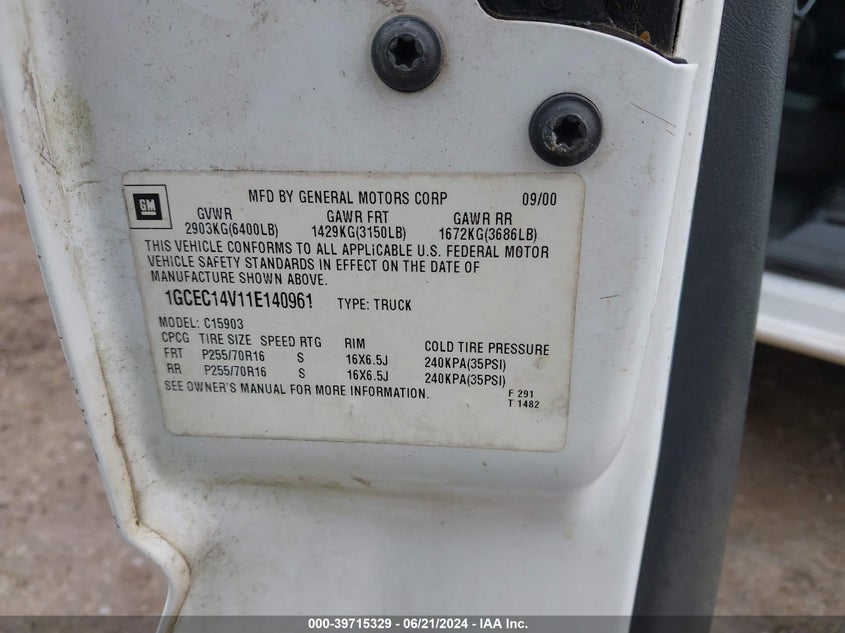 MFD BY GENERAL MOTORS CORP 09/00
GM
GVWR GAWR FRT GAWR RR
2903KG(6400LB) 1429KG(3150LB) 1672KG(3686LB)
THIS VEHICLE CONFORMS TO ALL APPLiCABLE U.S. FEDERAL MOTOR
VEHICLE SAFETY STANDARDS IN EFFECT ON THE DATE OF
MANUFACTURE SHOWN ABOVE.
1GCEC14V11E140961 TYPE: TRUCK
MODEL: C15903
CPCG TIRE SIZE SPEED RTG RIM COLD TIRE PRESSURE
FRT P255/70R16 S 16X6.5J 240KPA(35PSI)
RR P255/70R16 S 16X6.5J 240KPA(35PSI)
SEE OWNER'S MANUAL FOR MORE INFORMATION.
F 291
T 1482
000-39715329 - 06/21/2024 - IAA Inc.